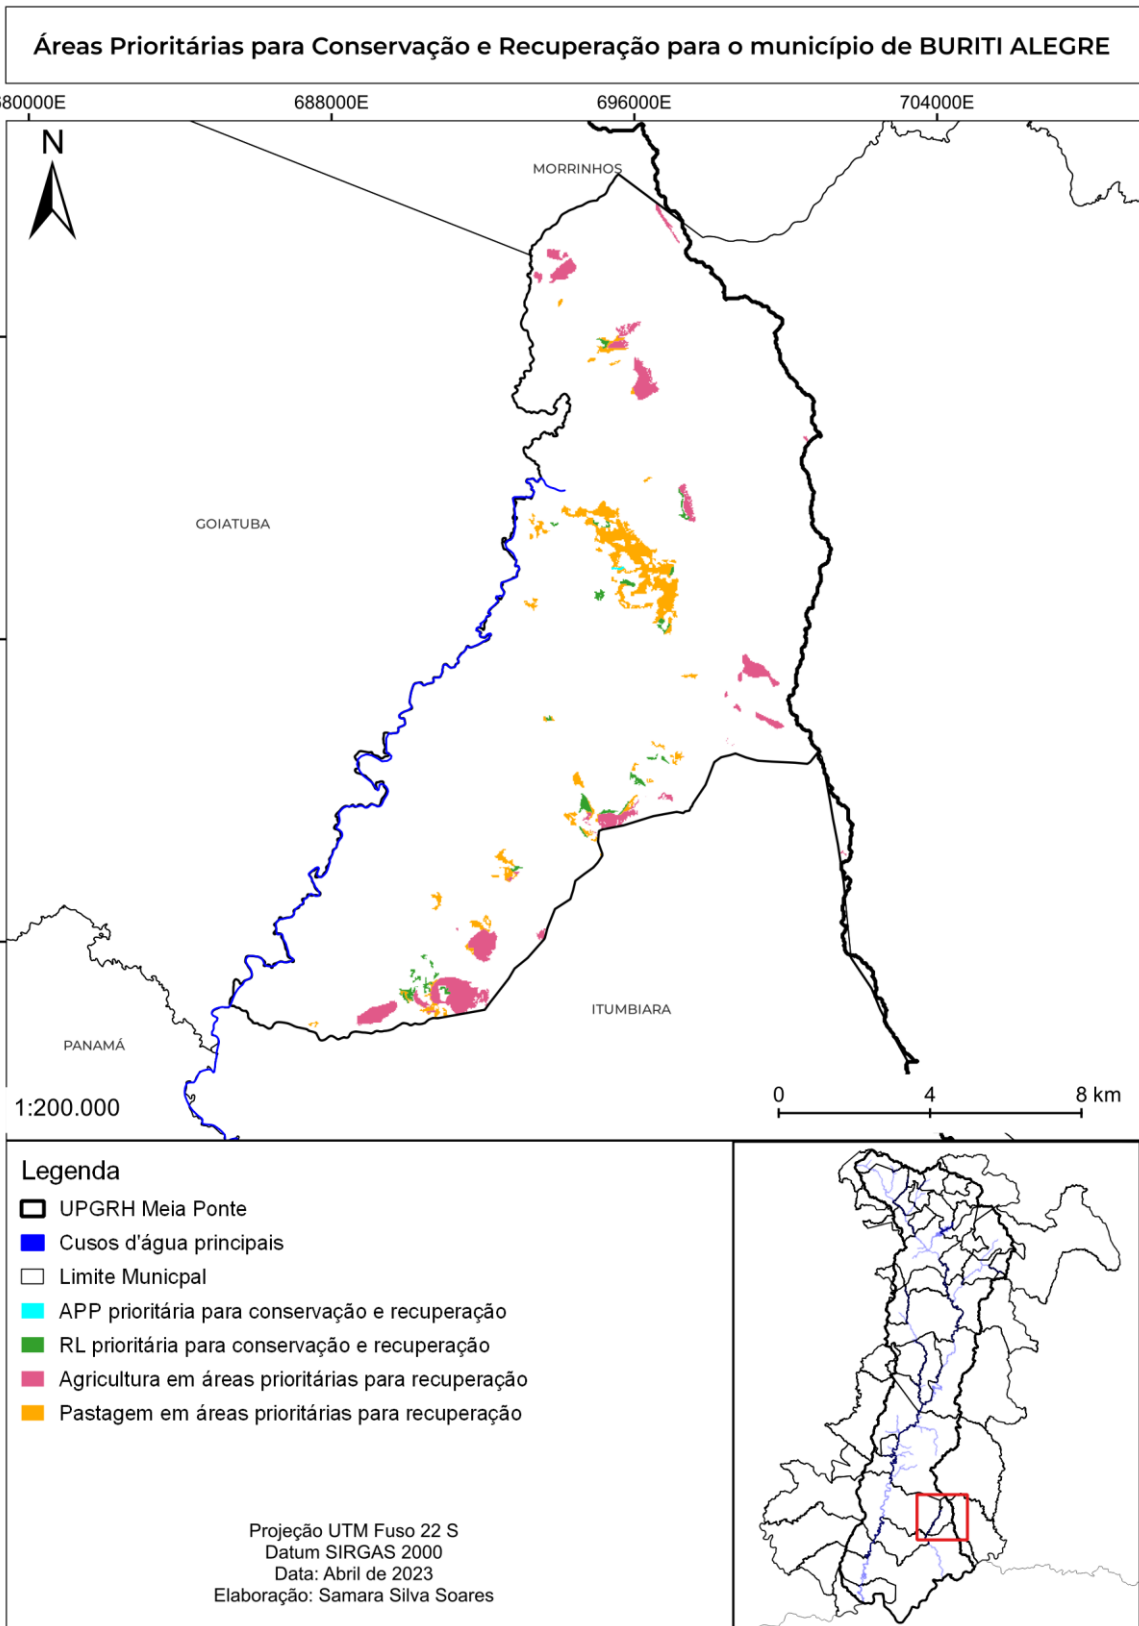 Áreas Prioritárias para Conservação e Recuperação para o município de BURITI ALEGRE
680000E 688000E 696000E 704000E
N
MORRINHOS
GOIATUBA
ITUMBIARA
PANAMÁ
1:200.000
0 4 8 km
Legenda
UPGRH Meia Ponte
Cusos d'água principais
Limite Municpal
APP prioritária para conservação e recuperação
RL prioritária para conservação e recuperação
Agricultura em áreas prioritárias para recuperação
Pastagem em áreas prioritárias para recuperação
Projeção UTM Fuso 22 S
Datum SIRGAS 2000
Data: Abril de 2023
Elaboração: Samara Silva Soares